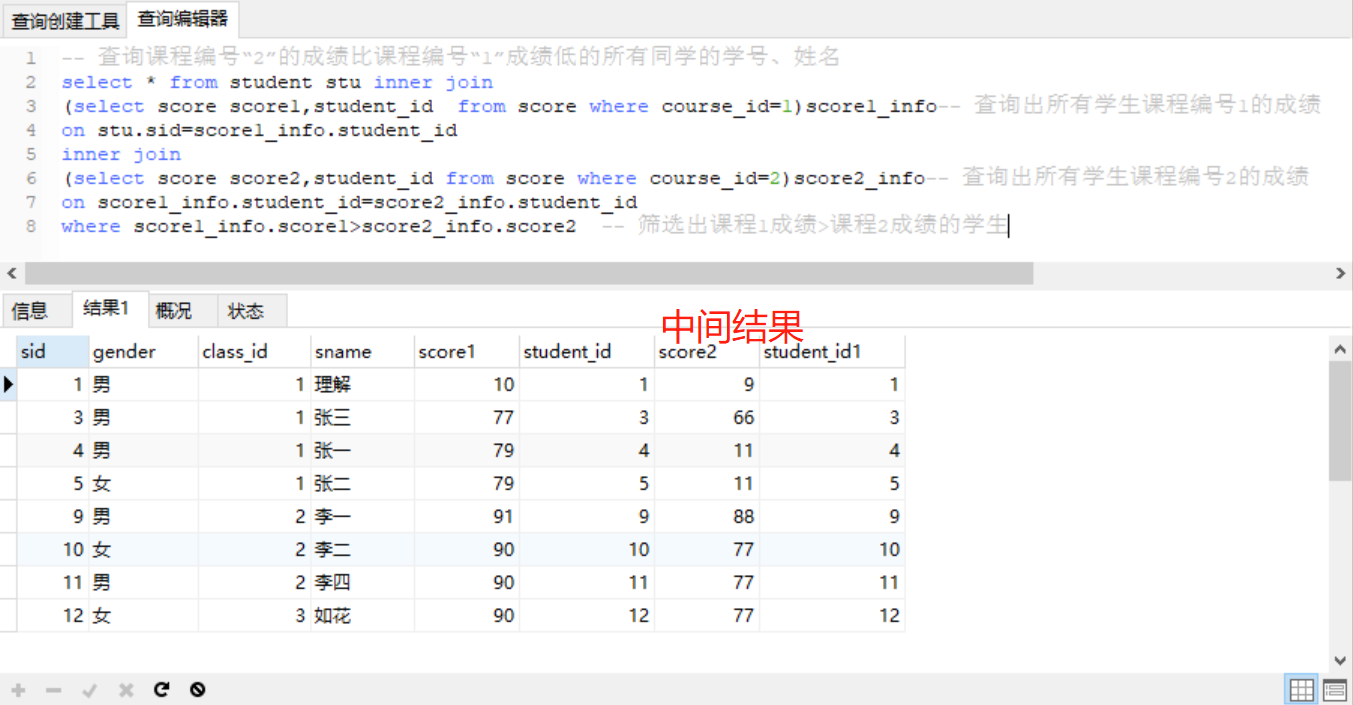 查询创建工具 查询编辑器
1 -- 查询课程编号“2”的成绩比课程编号“1”成绩低的所有同学的学号、姓名
2 select * from student stu inner join
3 (select score score1,student_id  from score where course_id=1)score1_info-- 查询出所有学生课程编号1的成绩
4 on stu.sid=score1_info.student_id
5 inner join
6 (select score score2,student_id from score where course_id=2)score2_info-- 查询出所有学生课程编号2的成绩
7 on score1_info.student_id=score2_info.student_id
8 where score1_info.score1>score2_info.score2  -- 筛选出课程1成绩>课程2成绩的学生
信息 结果1 概况 状态
中间结果
sid gender class_id sname score1 student_id score2 student_id1
1 男 1 理解 10 1 9 1
3 男 1 张三 77 3 66 3
4 男 1 张一 79 4 11 4
5 女 1 张二 79 5 11 5
9 男 2 李一 91 9 88 9
10 女 2 李二 90 10 77 10
11 男 2 李四 90 11 77 11
12 女 3 如花 90 12 77 12